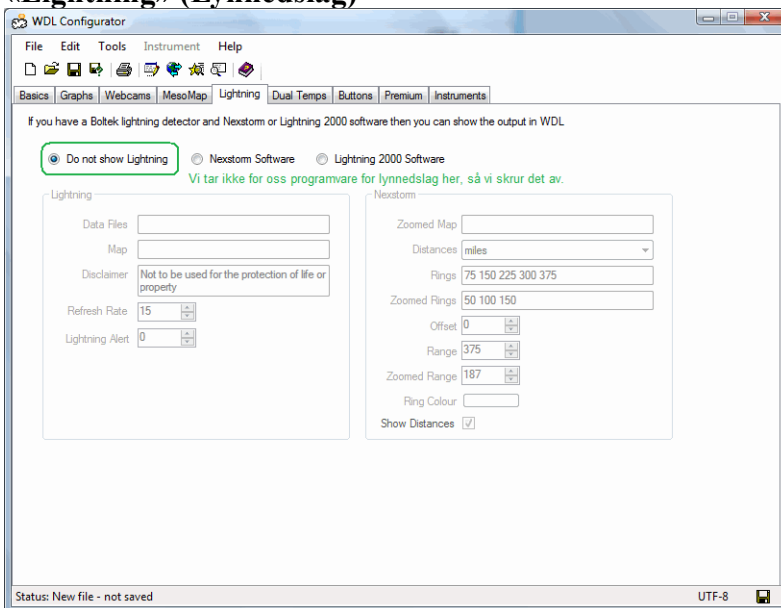 «Lightning» (Lynnedslag)
WDL Configurator
File Edit Tools Instrument Help
Basics Graphs Webcams MesoMap Lightning Dual Temps Buttons Premium Instruments
If you have a Boltek lightning detector and Nexstorm or Lightning 2000 software then you can show the output in WDL
Do not show Lightning Nexstorm Software Lightning 2000 Software
Vi tar ikke for oss programvare for lynnedslag her, så vi skrur det av.
Lightning
Data Files
Map
Disclaimer Not to be used for the protection of life or
property
Refresh Rate 15
Lightning Alert 0
Nexstorm
Zoomed Map
Distances miles
Rings 75 150 225 300 375
Zoomed Rings 50 100 150
Offset 0
Range 375
Zoomed Range 187
Ring Colour
Show Distances
Status: New file - not saved UTF-8